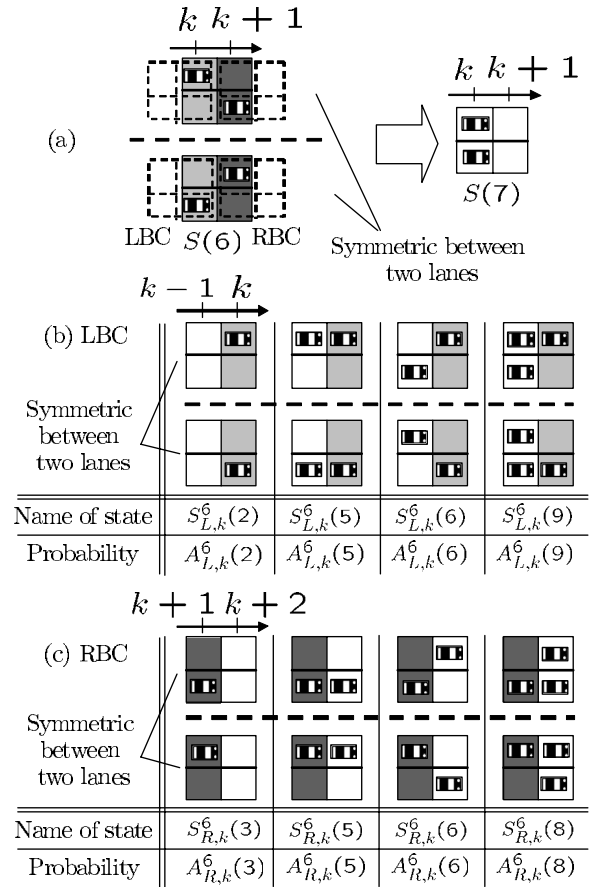 k k + 1
k k + 1
(a)
S(7)
LBC S(6) RBC
Symmetric between
two lanes
k − 1 k
(b) LBC
Symmetric
between
two lanes
Name of state S^6_{L,k}(2) S^6_{L,k}(5) S^6_{L,k}(6) S^6_{L,k}(9)
Probability A^6_{L,k}(2) A^6_{L,k}(5) A^6_{L,k}(6) A^6_{L,k}(9)
k + 1 k + 2
(c) RBC
Symmetric
between
two lanes
Name of state S^6_{R,k}(3) S^6_{R,k}(5) S^6_{R,k}(6) S^6_{R,k}(8)
Probability A^6_{R,k}(3) A^6_{R,k}(5) A^6_{R,k}(6) A^6_{R,k}(8)